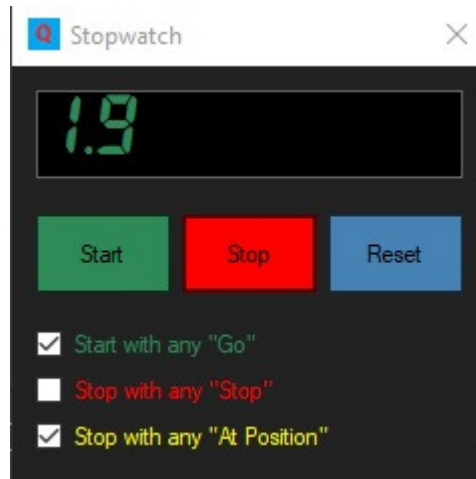 Q Stopwatch
1.9
Start Stop Reset
Start with any "Go"
Stop with any "Stop"
Stop with any "At Position"